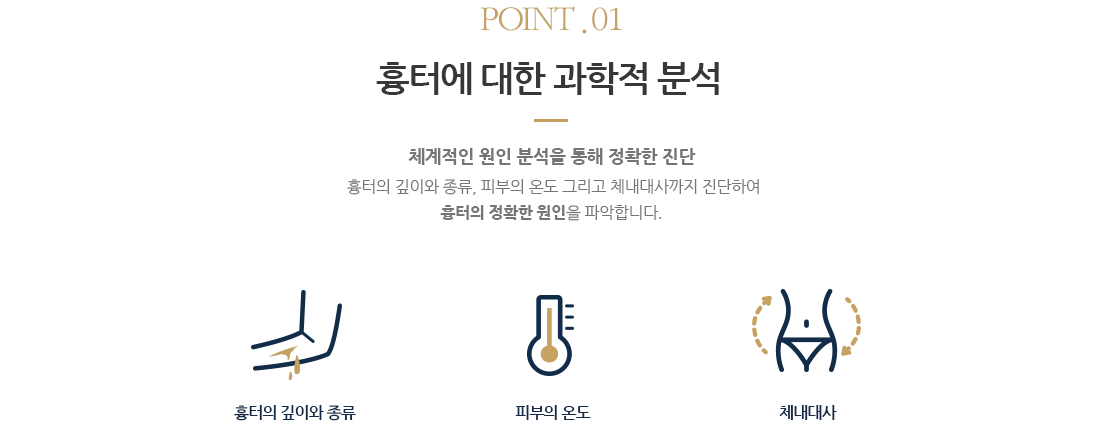 POINT .01
흉터에 대한 과학적 분석
체계적인 원인 분석을 통해 정확한 진단
흉터의 깊이와 종류, 피부의 온도 그리고 체내대사까지 진단하여
흉터의 정확한 원인을 파악합니다.
흉터의 깊이와 종류
피부의 온도
체내대사